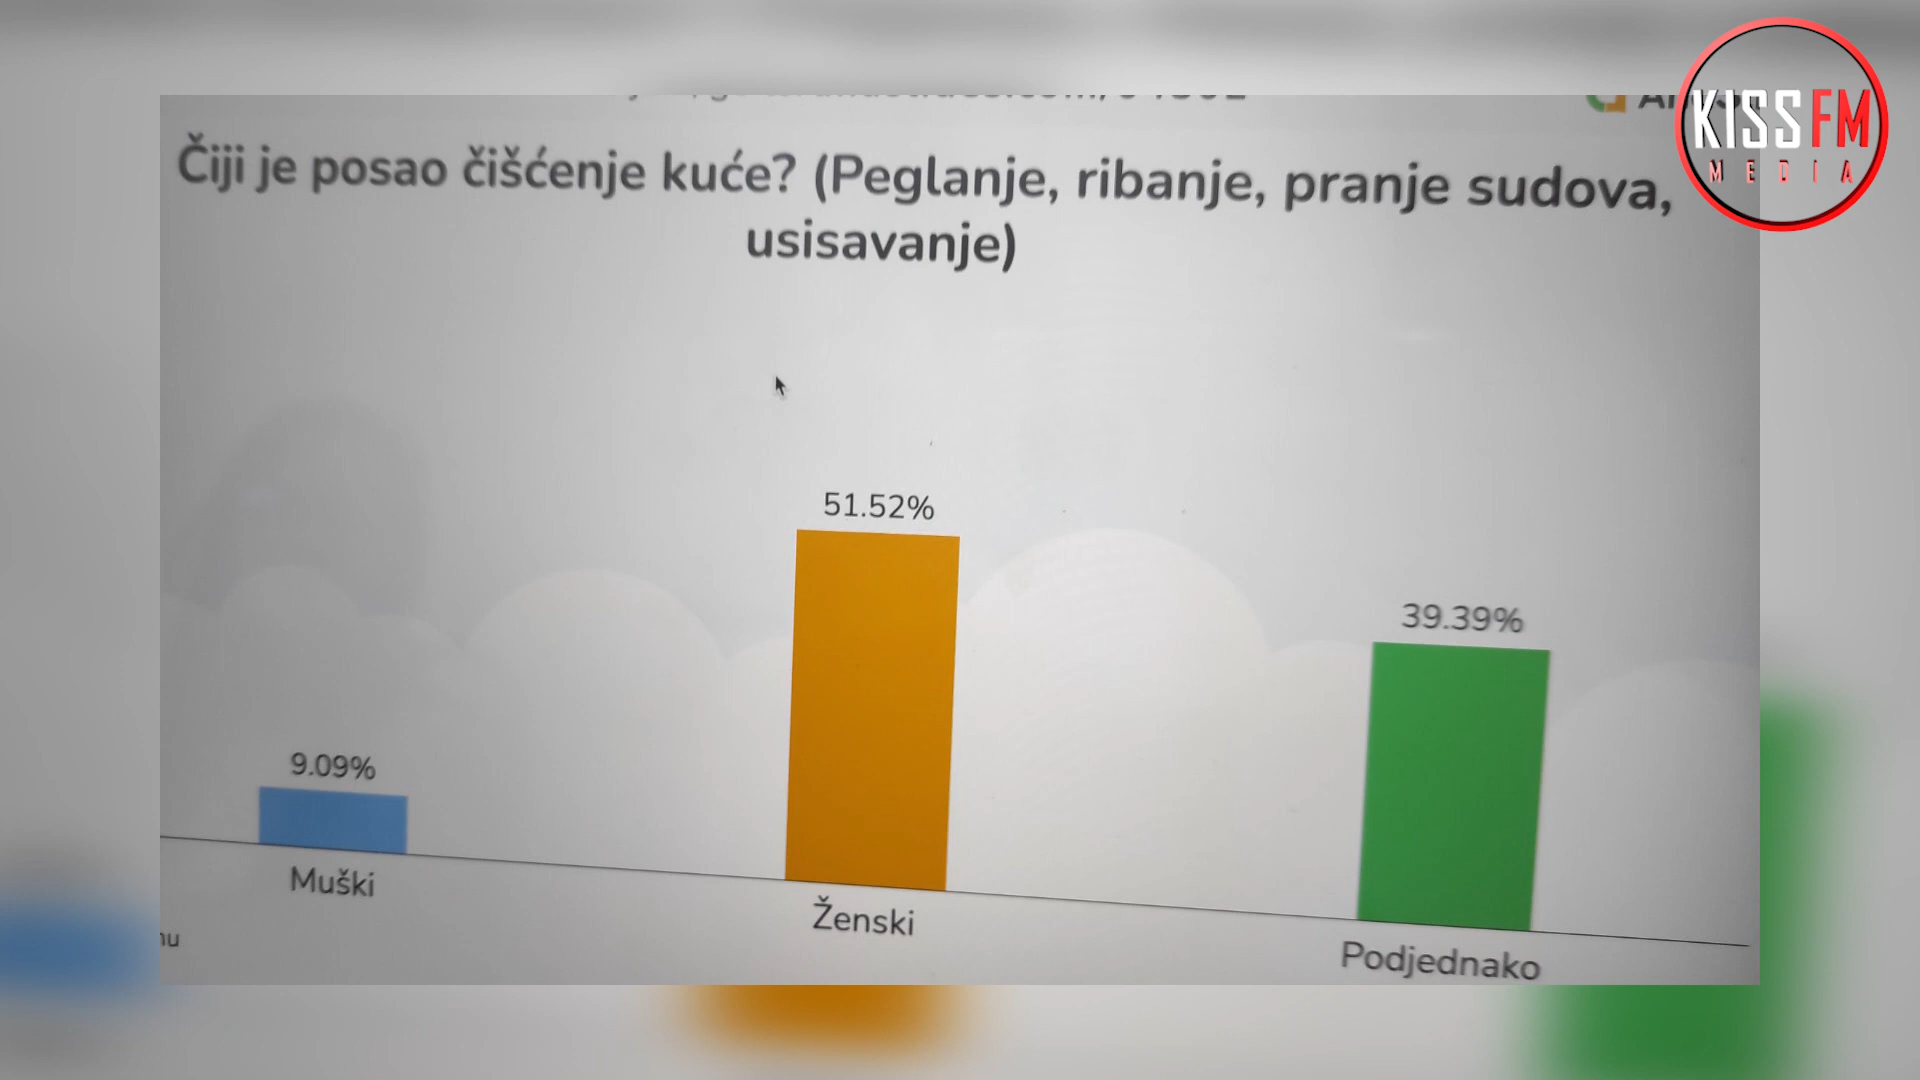 KISS FM
MEDIA
Čiji je posao čišćenje kuće? (Peglanje, ribanje, pranje sudova,
usisavanje)
51.52%
39.39%
9.09%
Muški
Ženski
Podjednako